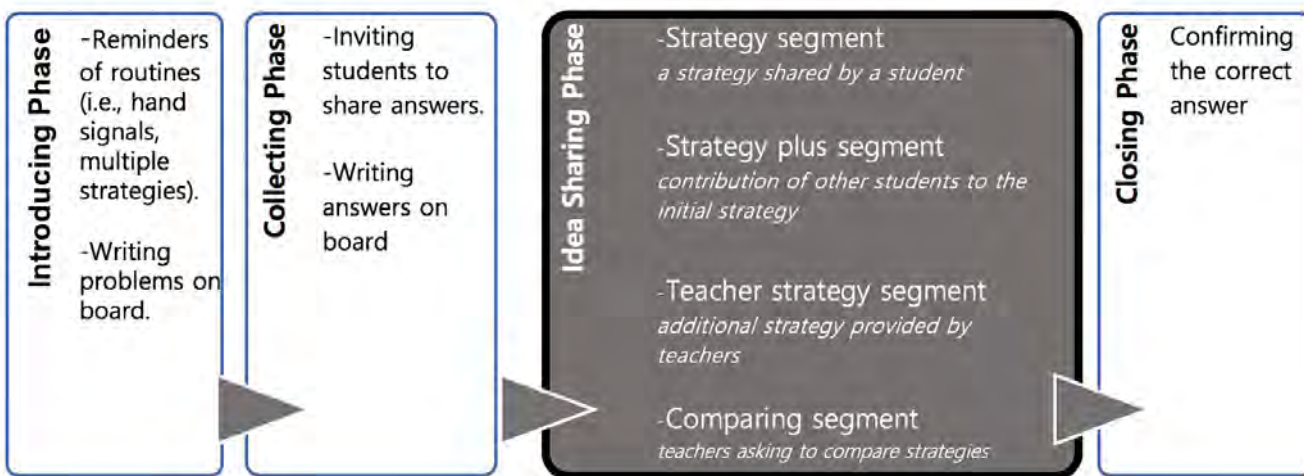 Introducing Phase
-Reminders
of routines
(i.e., hand
signals,
multiple
strategies).
-Writing
problems on
board.
Collecting Phase
-Inviting
students to
share answers.
-Writing
answers on
board
Idea Sharing Phase
-Strategy segment
a strategy shared by a student
-Strategy plus segment
contribution of other students to the
initial strategy
-Teacher strategy segment
additional strategy provided by
teachers
-Comparing segment
teachers asking to compare strategies
Closing Phase
Confirming
the correct
answer